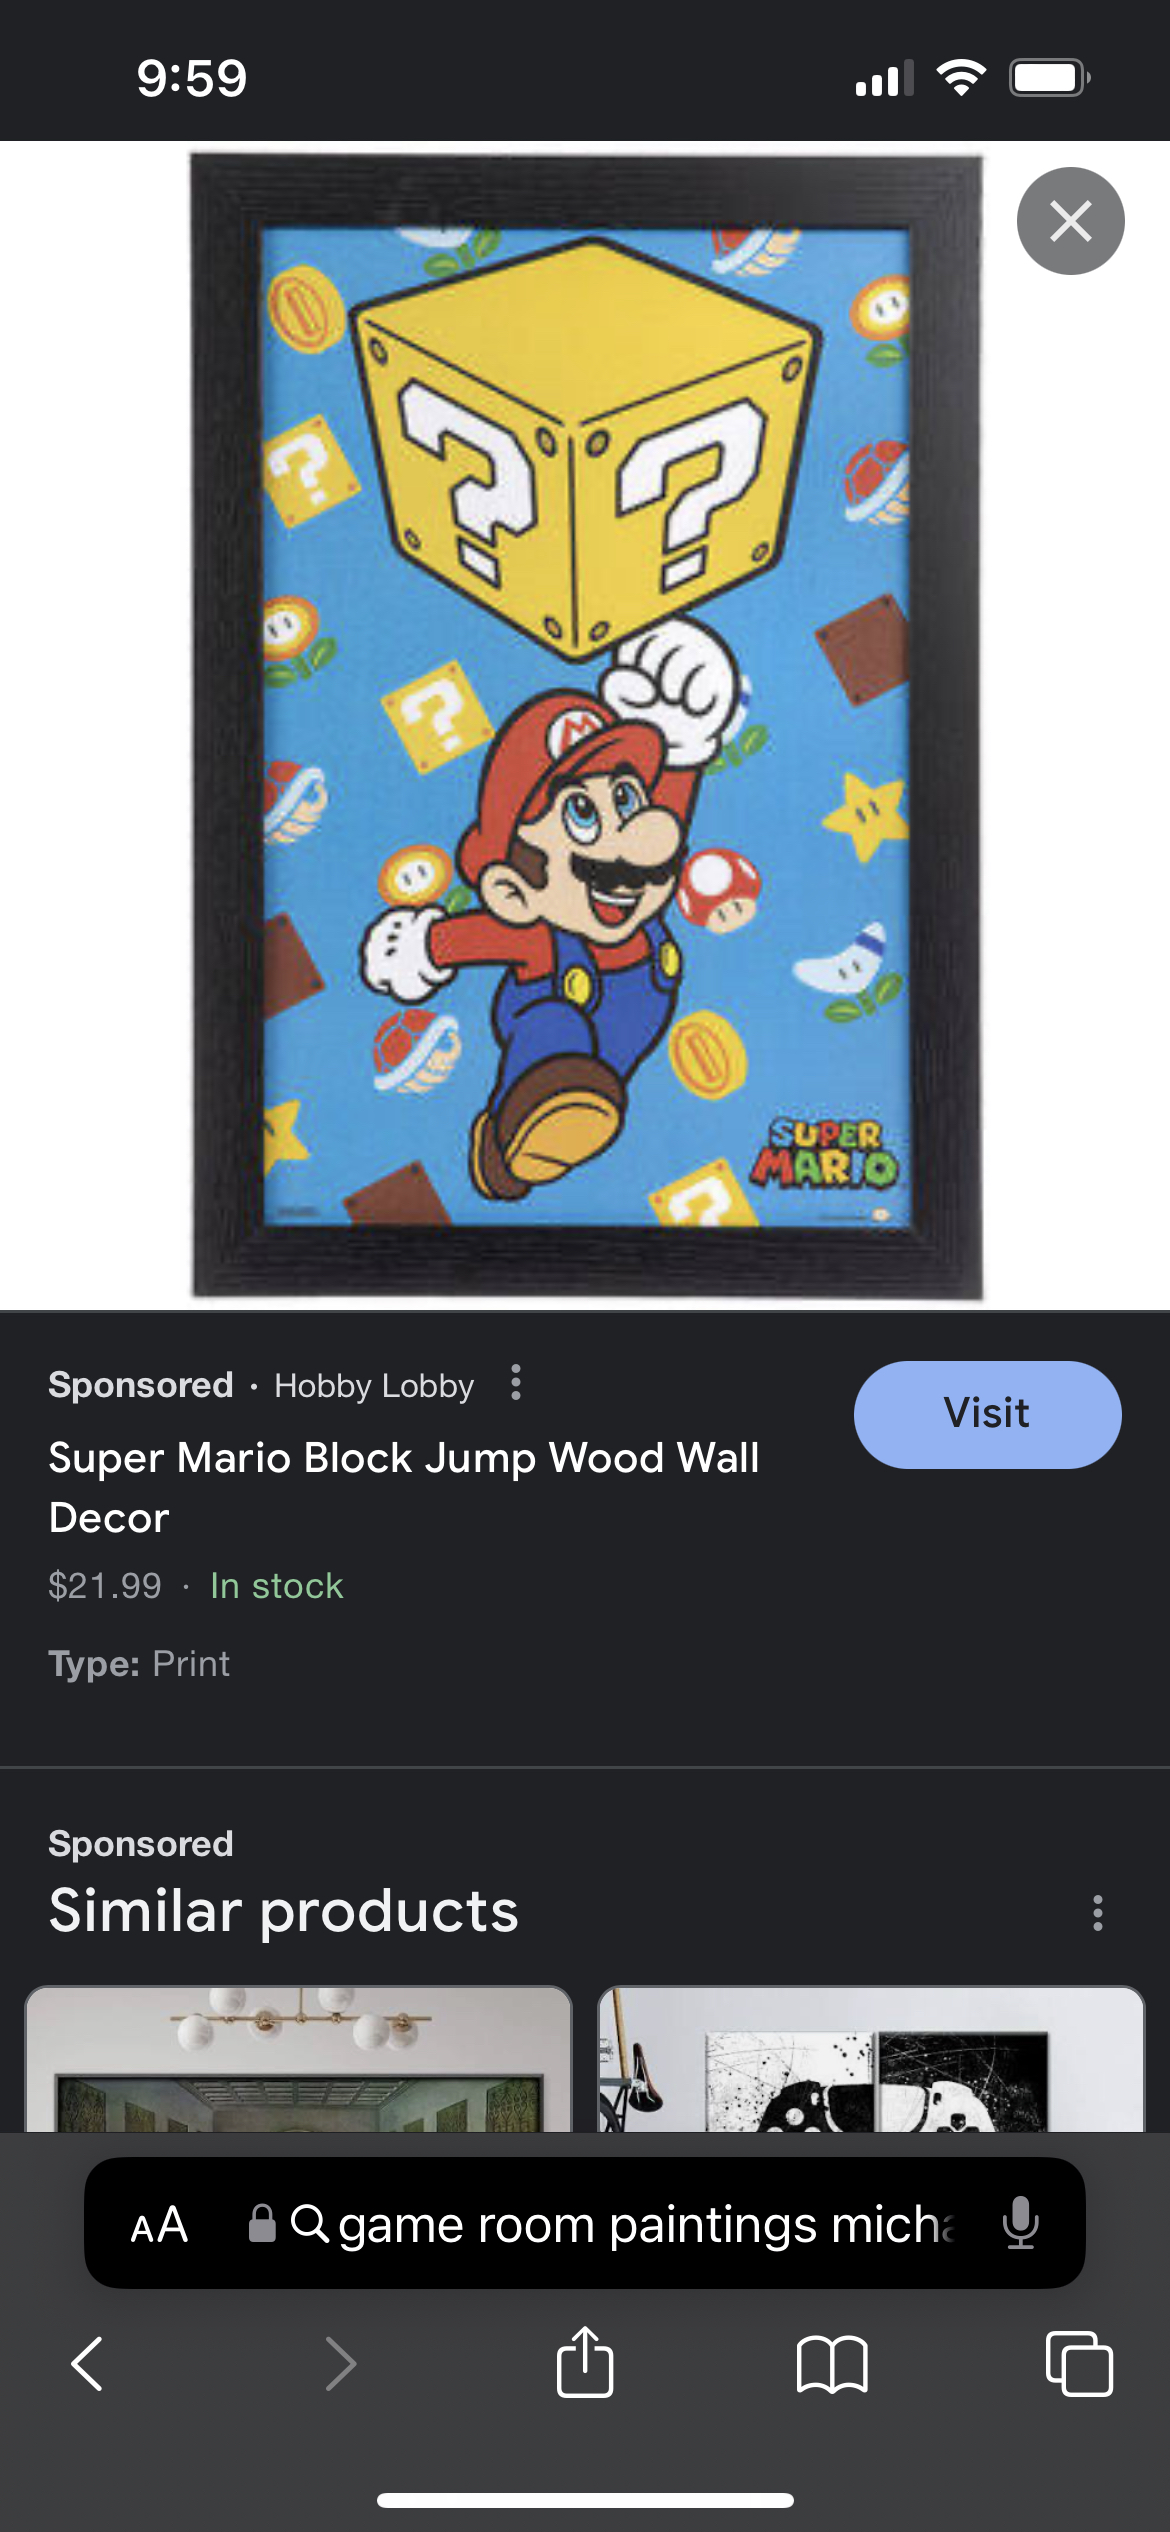 9:59
?
?
?
?
M
SUPER
MARIO
?
Sponsored · Hobby Lobby
Visit
Super Mario Block Jump Wood Wall
Decor
$21.99 · In stock
Type: Print
Sponsored
Similar products
AA
game room paintings